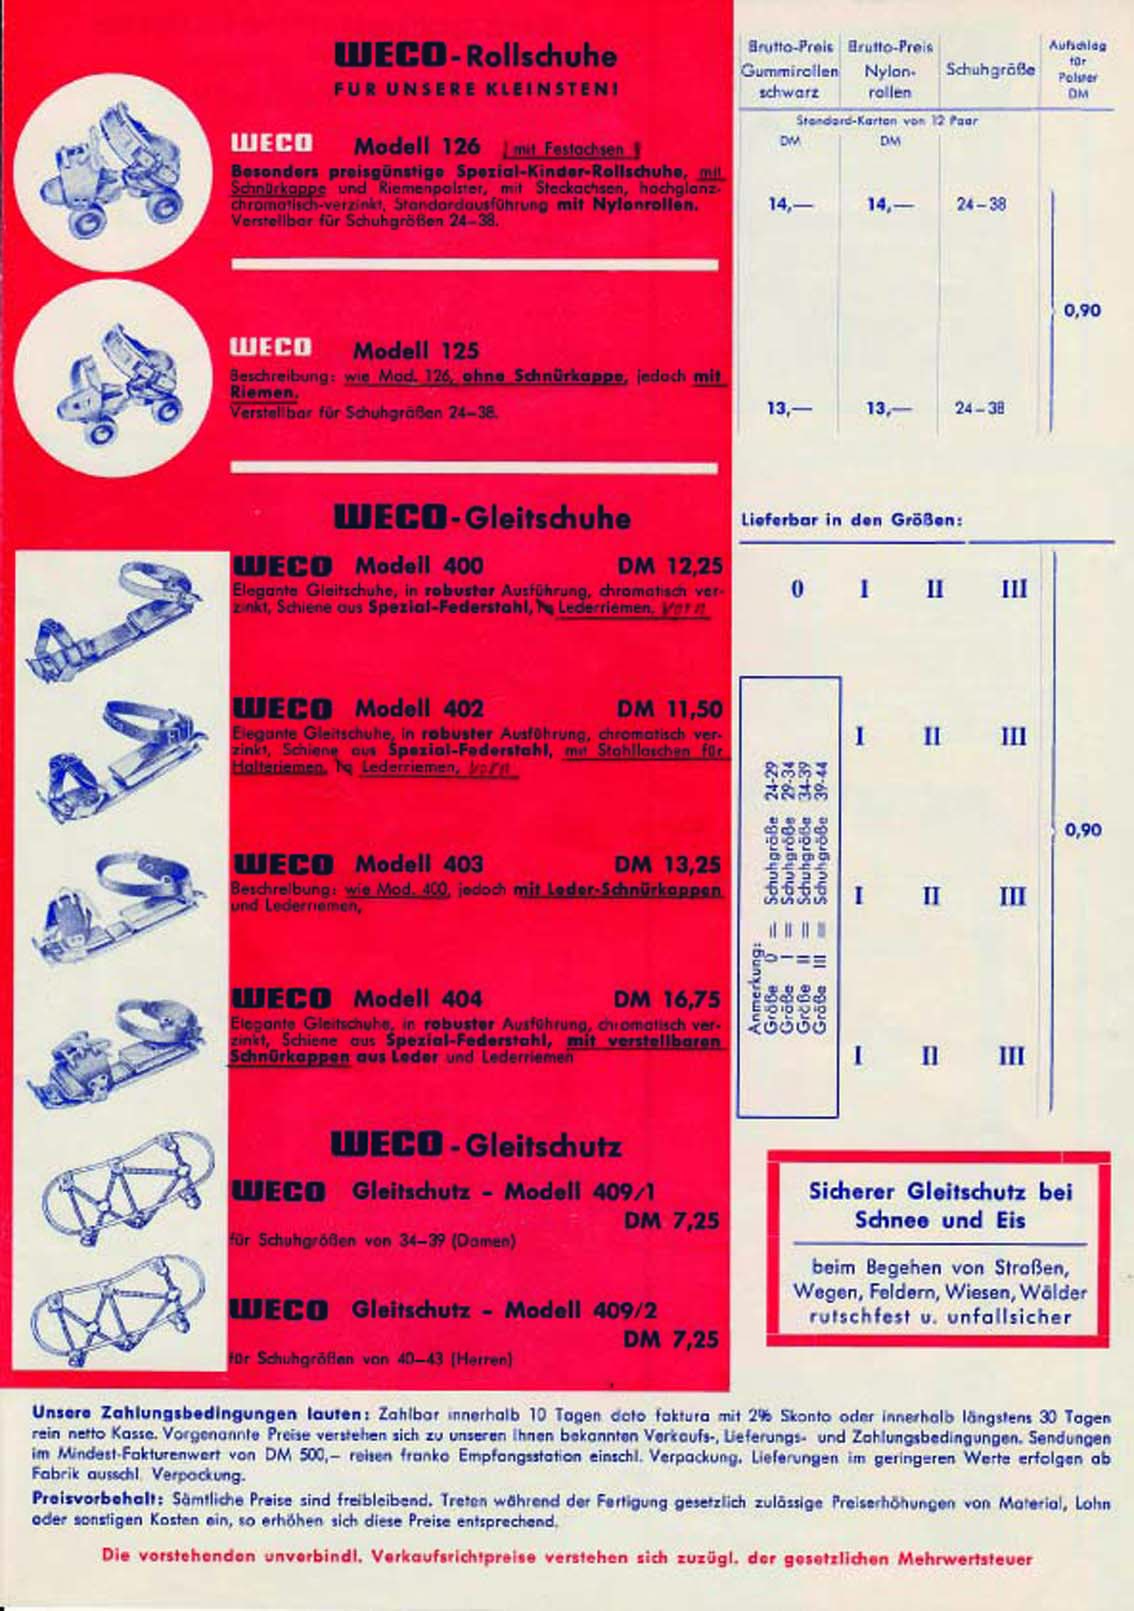 WECO-Rollschuhe
FÜR UNSERE KLEINSTEN!
WECO Modell 126 mit Festachsen
Besonders preisgünstige Spezial-Kinder-Rollschuhe, mit
Schnürkappe und Riemenpolster, mit Steckachsen, hochglanz-
chromatisch-verzinkt, Standardausführung mit Nylonrollen.
Verstellbar für Schuhgrößen 24–38.
WECO Modell 125
Beschreibung: wie Mod. 126, ohne Schnürkappe, jedoch mit
Riemen.
Verstellbar für Schuhgrößen 24–38.
Brutto-Preis
Gummirollen
schwarz
Brutto-Preis
Nylon-
rollen
Schuhgröße
Aufschlag
für
Polster
DM
Standard-Karton von 12 Paar
DM DM
14,— 14,— 24–38
0,90
13,— 13,— 24–38
WECO-Gleitschuhe
WECO Modell 400 DM 12,25
Elegante Gleitschuhe, in robuster Ausführung, chromatisch ver-
zinkt, Schiene aus Spezial-Federstahl, Lederriemen. vorn
WECO Modell 402 DM 11,50
Elegante Gleitschuhe, in robuster Ausführung, chromatisch ver-
zinkt, Schiene aus Spezial-Federstahl, mit Stahllaschen für
Halteriemen, Lederriemen, vorn
WECO Modell 403 DM 13,25
Beschreibung: wie Mod. 400, jedoch mit Leder-Schnürkappen
und Lederriemen,
WECO Modell 404 DM 16,75
Elegante Gleitschuhe, in robuster Ausführung, chromatisch ver-
zinkt, Schiene aus Spezial-Federstahl, mit verstellbaren
Schnürkappen aus Leder und Lederriemen
Lieferbar in den Größen:
0 I II III
I II III
0,90
I II III
I II III
Anmerkung:
Größe 0 = Schuhgröße 24-29
Größe I = Schuhgröße 29-34
Größe II = Schuhgröße 34-39
Größe III = Schuhgröße 39-44
WECO-Gleitschutz
WECO Gleitschutz - Modell 409/1
DM 7,25
für Schuhgrößen von 34–39 (Damen)
WECO Gleitschutz - Modell 409/2
DM 7,25
für Schuhgrößen von 40–43 (Herren)
Sicherer Gleitschutz bei
Schnee und Eis
beim Begehen von Straßen,
Wegen, Feldern, Wiesen, Wälder
rutschfest u. unfallsicher
Unsere Zahlungsbedingungen lauten: Zahlbar innerhalb 10 Tagen dato faktura mit 2% Skonto oder innerhalb längstens 30 Tagen
rein netto Kasse. Vorgenannte Preise verstehen sich zu unseren Ihnen bekannten Verkaufs-, Lieferungs- und Zahlungsbedingungen. Sendungen
im Mindest-Fakturenwert von DM 500,– reisen franko Empfangsstation einschl. Verpackung. Lieferungen im geringeren Werte erfolgen ab
Fabrik ausschl. Verpackung.
Preisvorbehalt: Sämtliche Preise sind freibleibend. Treten während der Fertigung gesetzlich zulässige Preiserhöhungen von Material, Lohn
oder sonstigen Kosten ein, so erhöhen sich diese Preise entsprechend.
Die vorstehenden unverbindl. Verkaufsrichtpreise verstehen sich zuzügl. der gesetzlichen Mehrwertsteuer